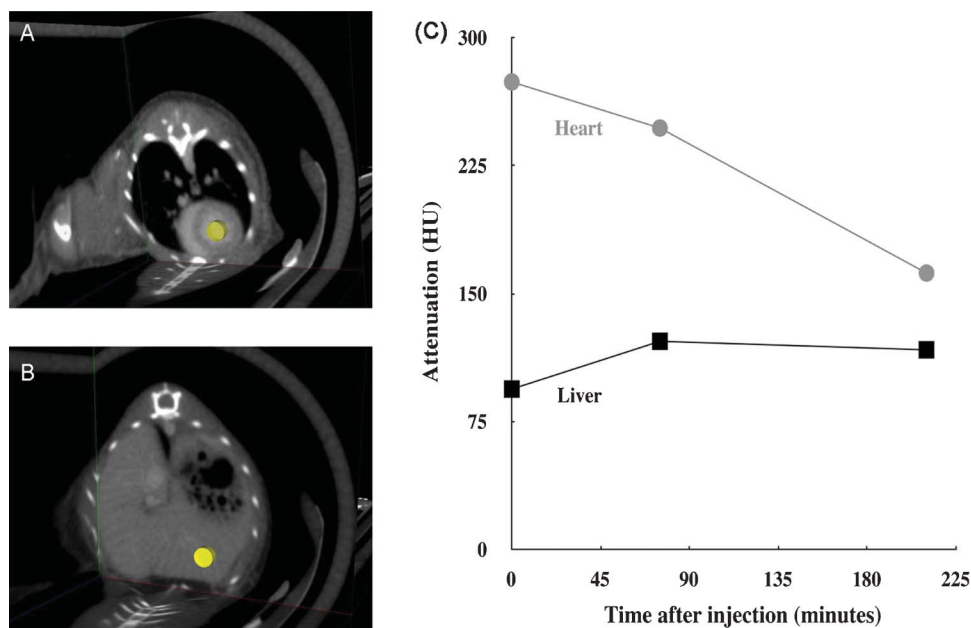 A
B
(C)
300
225
150
75
0
Attenuation (HU)
Heart
Liver
0 45 90 135 180 225
Time after injection (minutes)